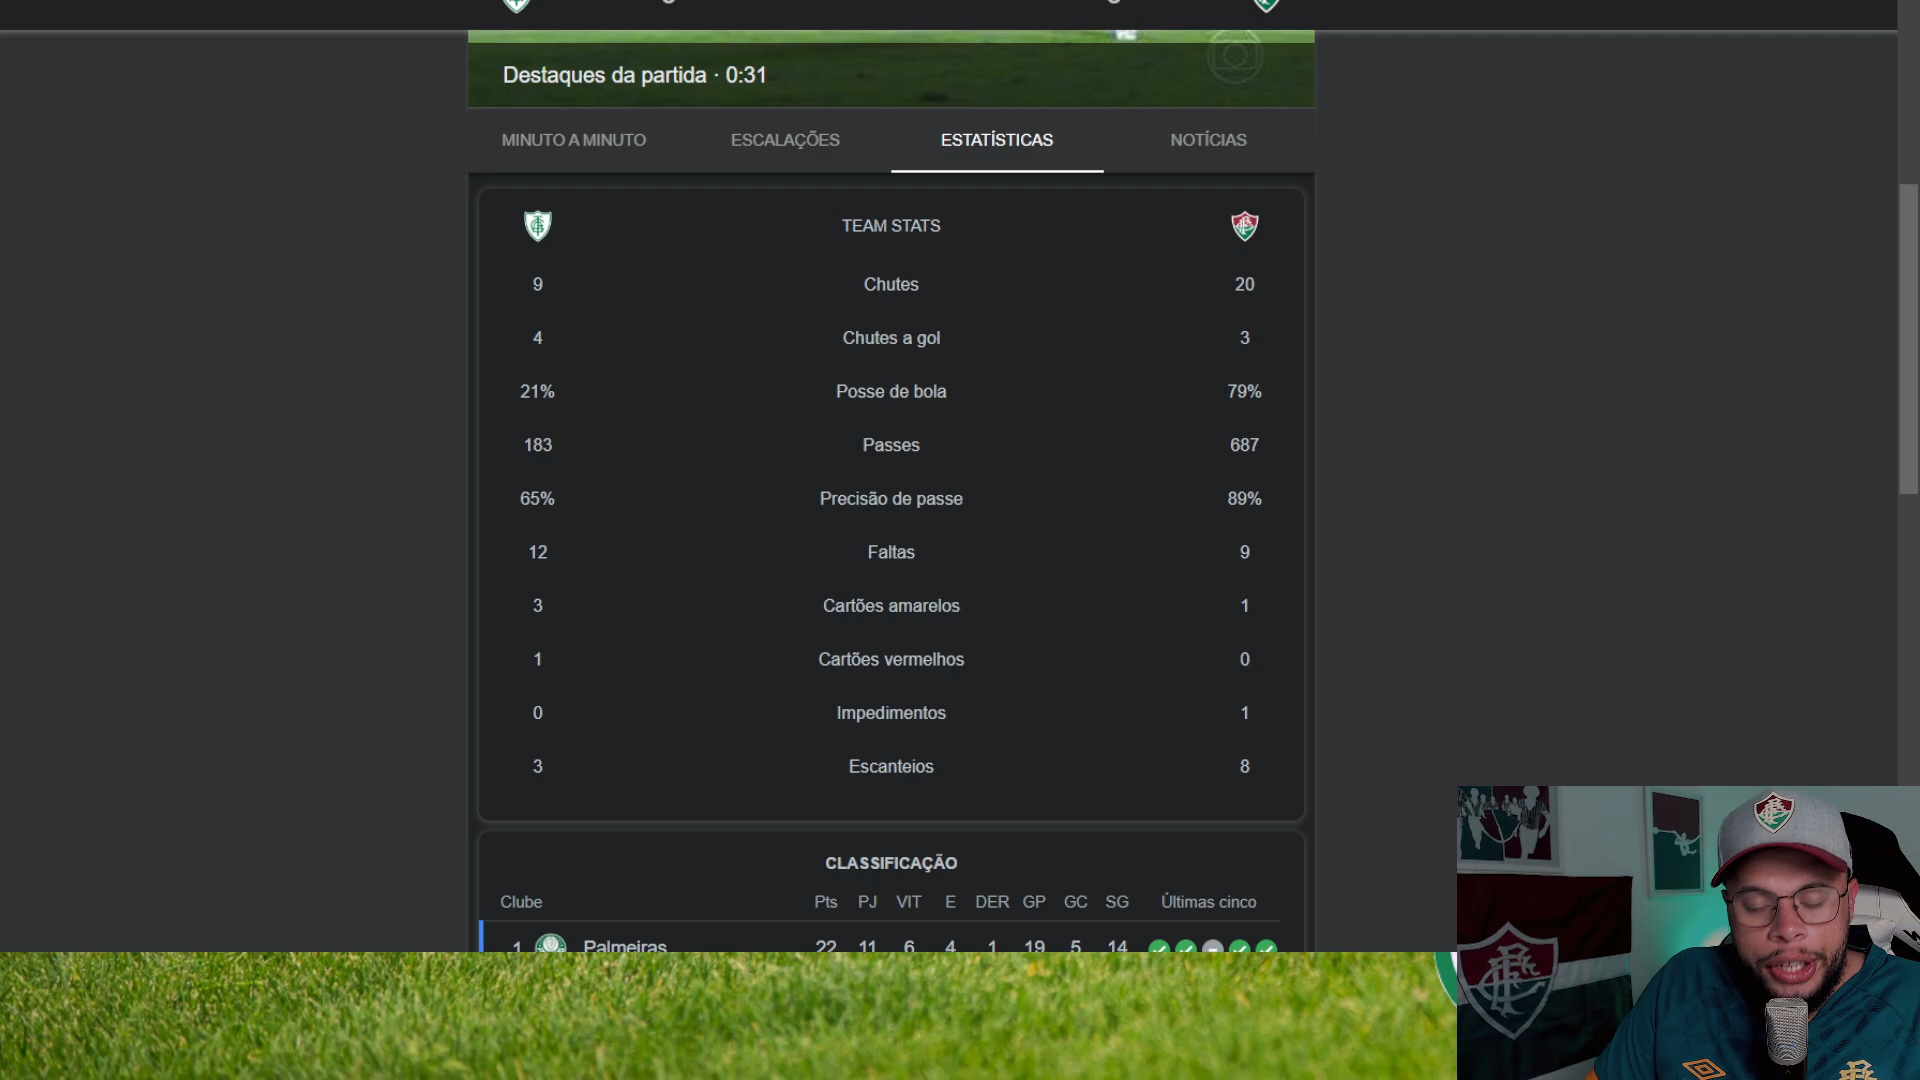 Destaques da partida · 0:31
MINUTO A MINUTO ESCALAÇÕES ESTATÍSTICAS NOTÍCIAS
TEAM STATS
9 Chutes 20
4 Chutes a gol 3
21% Posse de bola 79%
183 Passes 687
65% Precisão de passe 89%
12 Faltas 9
3 Cartões amarelos 1
1 Cartões vermelhos 0
0 Impedimentos 1
3 Escanteios 8
CLASSIFICAÇÃO
Clube Pts PJ VIT E DER GP GC SG Últimas cinco
1 Palmeiras 22 11 6 4 1 19 5 14